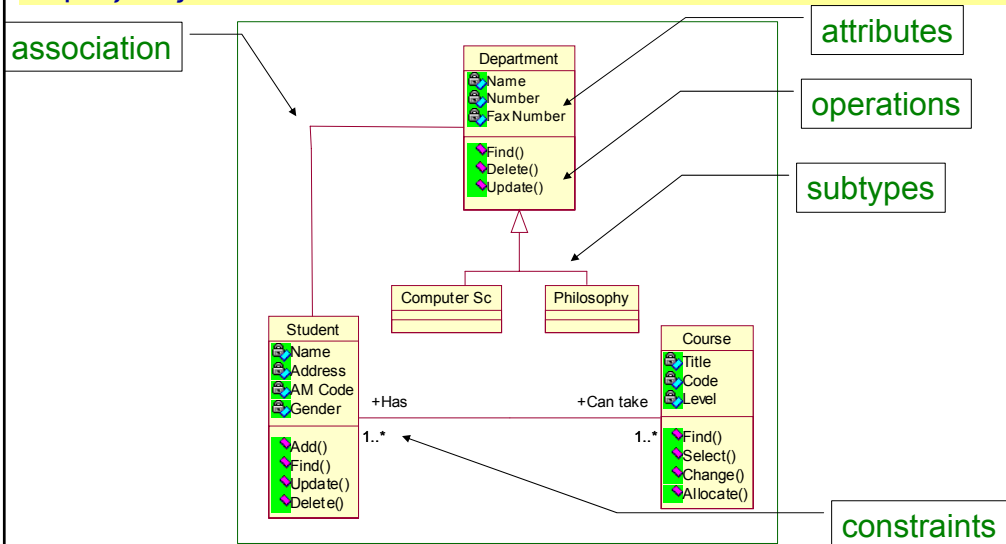 association
attributes
Department
Name
Number
Fax Number
operations
Find()
Delete()
Update()
subtypes
Computer Sc
Philosophy
Student
Name
Address
AM Code
Gender
Add()
Find()
Update()
Delete()
+Has
+Can take
1..*
1..*
Course
Title
Code
Level
Find()
Select()
Change()
Allocate()
constraints